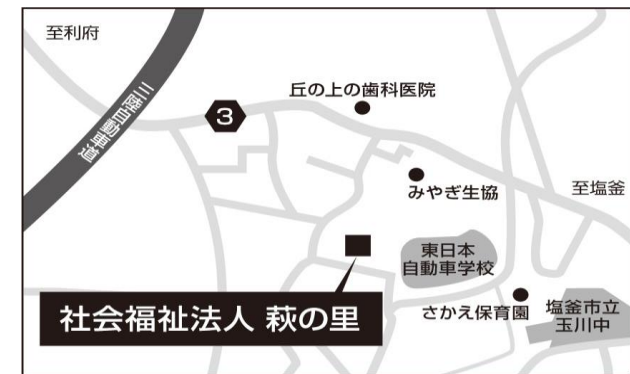 至利府
三陸自動車道
3
丘の上の歯科医院
みやぎ生協
至塩釜
東日本
自動車学校
さかえ保育園
塩釜市立
玉川中
社会福祉法人 萩の里